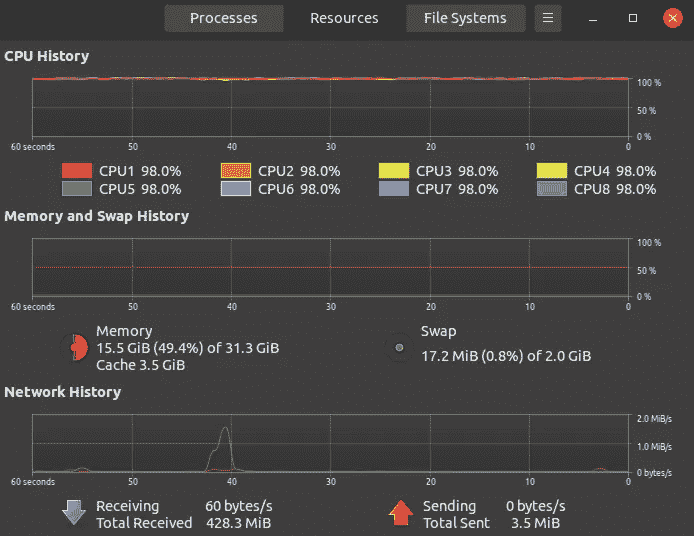 Processes Resources File Systems
CPU History
100 %
50 %
0 %
60 seconds 50 40 30 20 10 0
CPU1 98.0% CPU2 98.0% CPU3 98.0% CPU4 98.0%
CPU5 98.0% CPU6 98.0% CPU7 98.0% CPU8 98.0%
Memory and Swap History
100 %
50 %
0 %
60 seconds 50 40 30 20 10 0
Memory
15.5 GiB (49.4%) of 31.3 GiB
Cache 3.5 GiB
Swap
17.2 MiB (0.8%) of 2.0 GiB
Network History
2.0 MiB/s
1.0 MiB/s
0 bytes/s
60 seconds 50 40 30 20 10 0
Receiving 60 bytes/s
Total Received 428.3 MiB
Sending 0 bytes/s
Total Sent 3.5 MiB